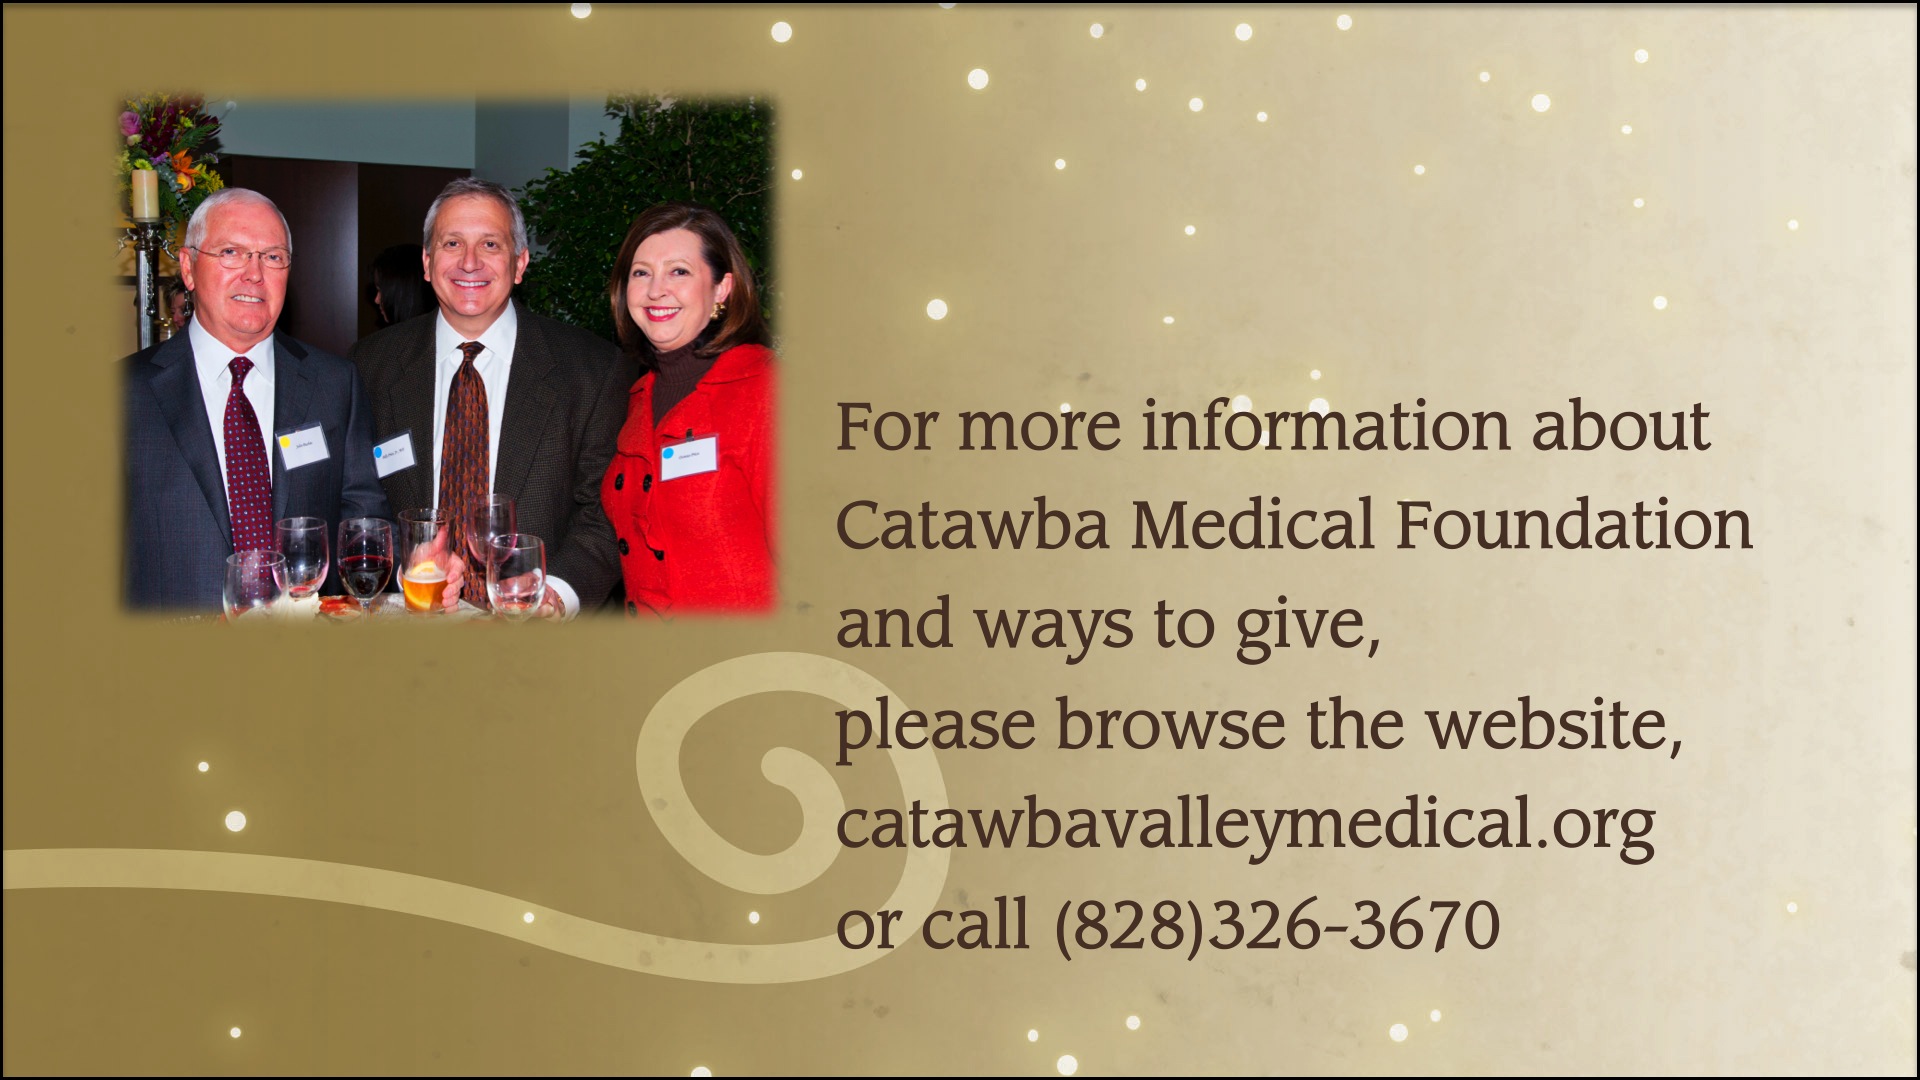 For more information about
Catawba Medical Foundation
and ways to give,
please browse the website,
catawbavalleymedical.org
or call (828)326-3670